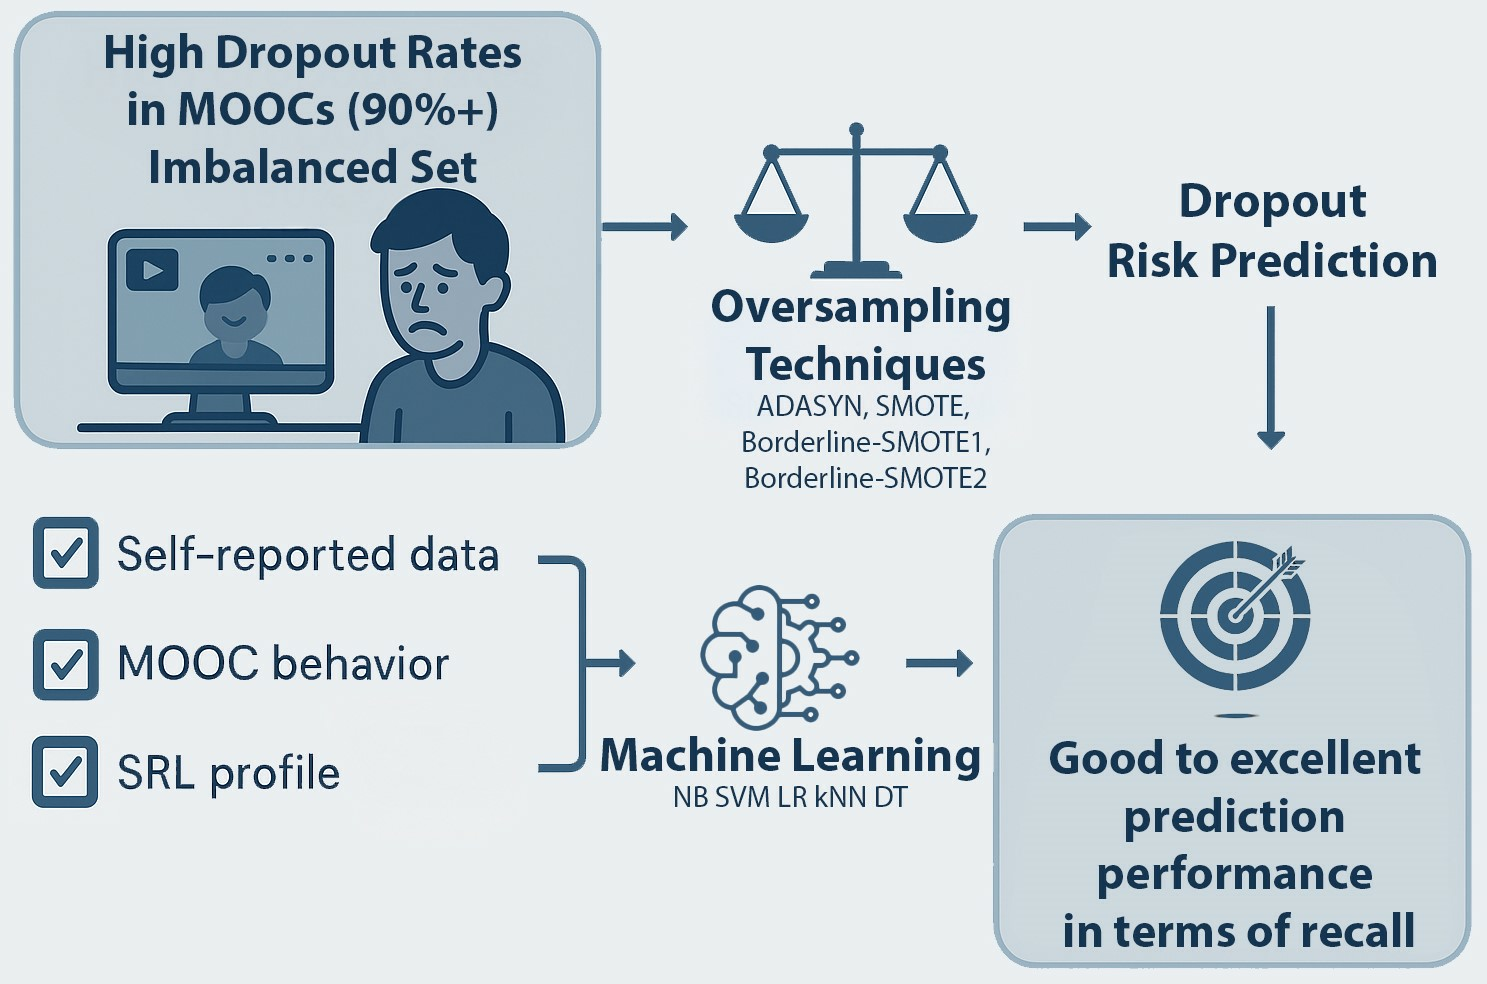 High Dropout Rates
in MOOCs (90%+)
Imbalanced Set
Oversampling
Techniques
ADASYN, SMOTE,
Borderline-SMOTE1,
Borderline-SMOTE2
Dropout
Risk Prediction
Self-reported data
MOOC behavior
SRL profile
Machine Learning
NB SVM LR kNN DT
Good to excellent
prediction
performance
in terms of recall